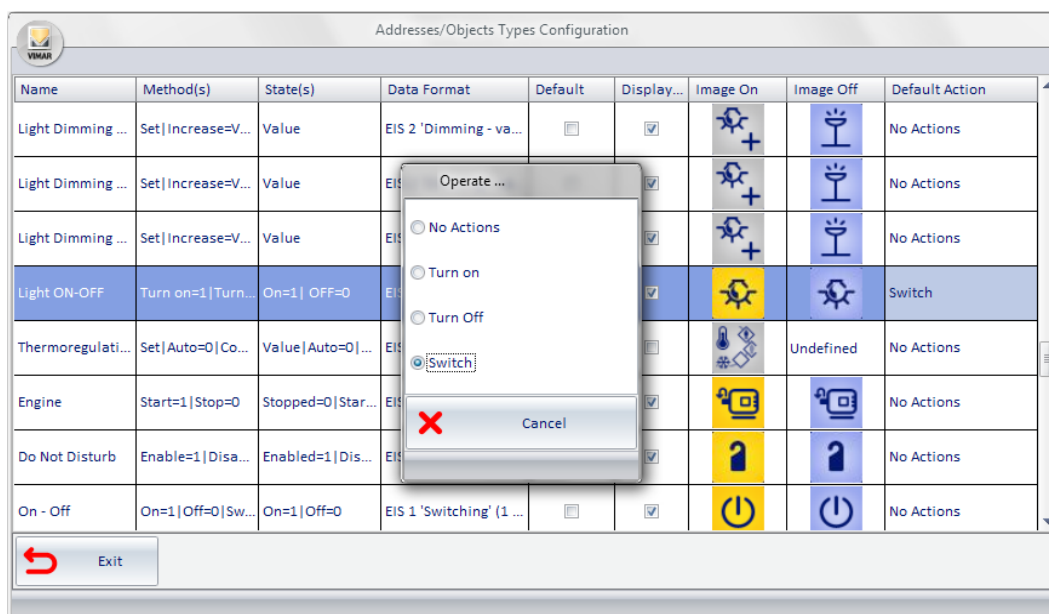 Addresses/Objects Types Configuration
VIMAR
Name Method(s) State(s) Data Format Default Display... Image On Image Off Default Action
Light Dimming ... Set|Increase=V... Value EIS 2 'Dimming - va... No Actions
Light Dimming ... Set|Increase=V... Value EIS No Actions
Light Dimming ... Set|Increase=V... Value EIS No Actions
Light ON-OFF Turn on=1|Turn... On=1| OFF=0 EIS Switch
Thermoregulati... Set|Auto=0|Co... Value|Auto=0|... EIS Undefined No Actions
Engine Start=1|Stop=0 Stopped=0|Star... EIS No Actions
Do Not Disturb Enable=1|Disa... Enabled=1|Dis... EIS No Actions
On - Off On=1|Off=0|Sw... On=1|Off=0 EIS 1 'Switching' (1 ... No Actions
Operate ...
No Actions
Turn on
Turn Off
Switch
Cancel
Exit